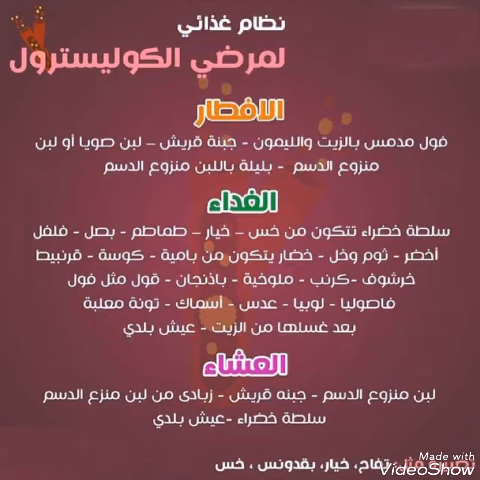 نظام غذائي
لمرضي الكوليسترول
الافطار
فول مدمس بالزيت والليمون - جبنة قريش – لبن صويا أو لبن
منزوع الدسم - بليلة باللبن منزوع الدسم
الغداء
سلطة خضراء تتكون من خس – خيار – طماطم - بصل - فلفل
أخضر - ثوم وخل - خضار يتكون من بامية - كوسة - قرنبيط
خرشوف -كرنب - ملوخية - باذنجان - قول مثل فول
فاصوليا - لوبيا - عدس - أسماك - تونة معلبة
بعد غسلها من الزيت - عيش بلدي
العشاء
لبن منزوع الدسم - جبنه قريش - زبادى من لبن منزع الدسم
سلطة خضراء -عيش بلدي
مثل: تفاح، خيار، بقدونس ، خس
Made with
VideoShow